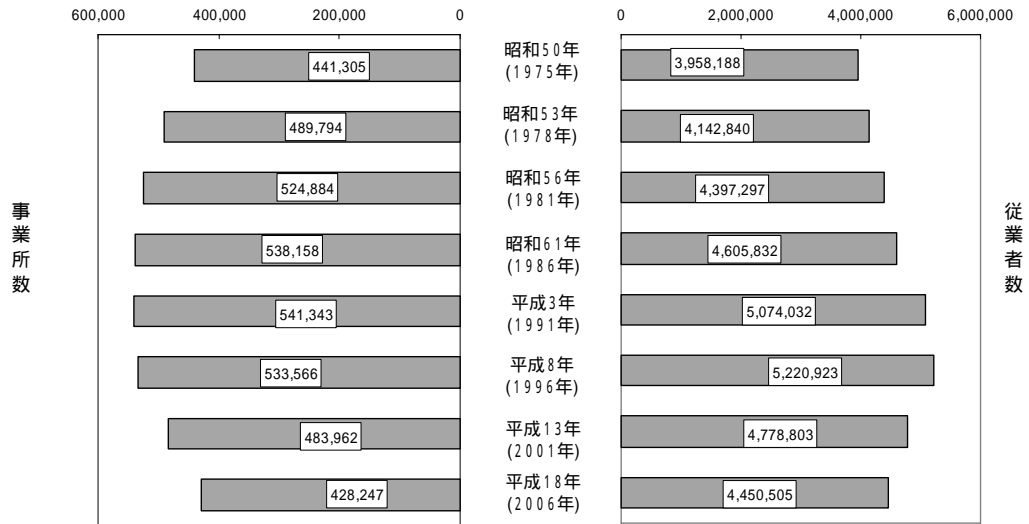 600,000 400,000 200,000 0 0 2,000,000 4,000,000 6,000,000
441,305 昭和50年 3,958,188
(1975年)
489,794 昭和53年 4,142,840
(1978年)
524,884 昭和56年 4,397,297
(1981年)
538,158 昭和61年 4,605,832
(1986年)
541,343 平成3年 5,074,032
(1991年)
533,566 平成8年 5,220,923
(1996年)
483,962 平成13年 4,778,803
(2001年)
428,247 平成18年 4,450,505
(2006年)
事業所数
従業者数